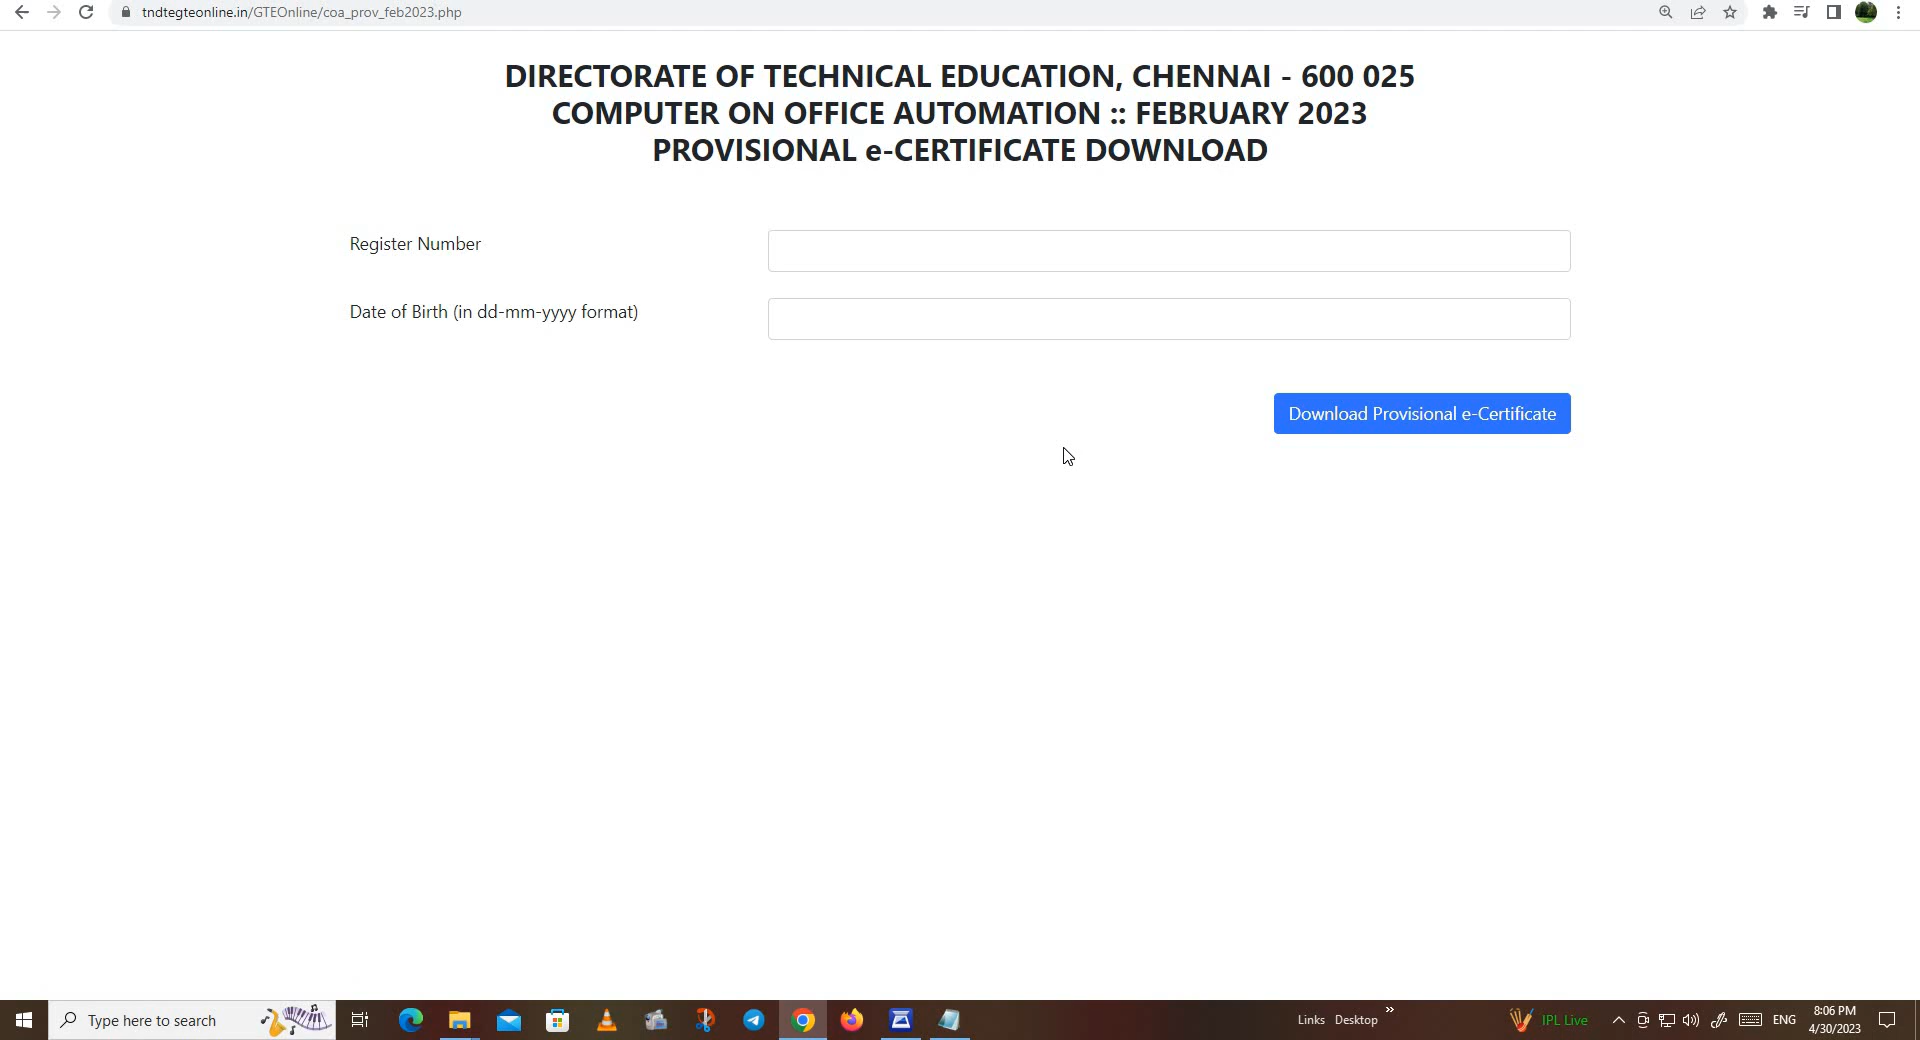 tndtegteonline.in/GTEOnline/coa_prov_feb2023.php
DIRECTORATE OF TECHNICAL EDUCATION, CHENNAI - 600 025
COMPUTER ON OFFICE AUTOMATION :: FEBRUARY 2023
PROVISIONAL e-CERTIFICATE DOWNLOAD
Register Number
Date of Birth (in dd-mm-yyyy format)
Download Provisional e-Certificate
Type here to search
Links Desktop »
IPL Live
ENG
8:06 PM
4/30/2023